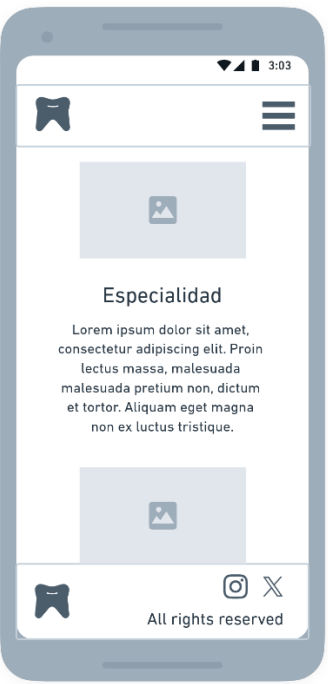 3:03
Especialidad
Lorem ipsum dolor sit amet,
consectetur adipiscing elit. Proin
lectus massa, malesuada
malesuada pretium non, dictum
et tortor. Aliquam eget magna
non ex luctus tristique.
All rights reserved